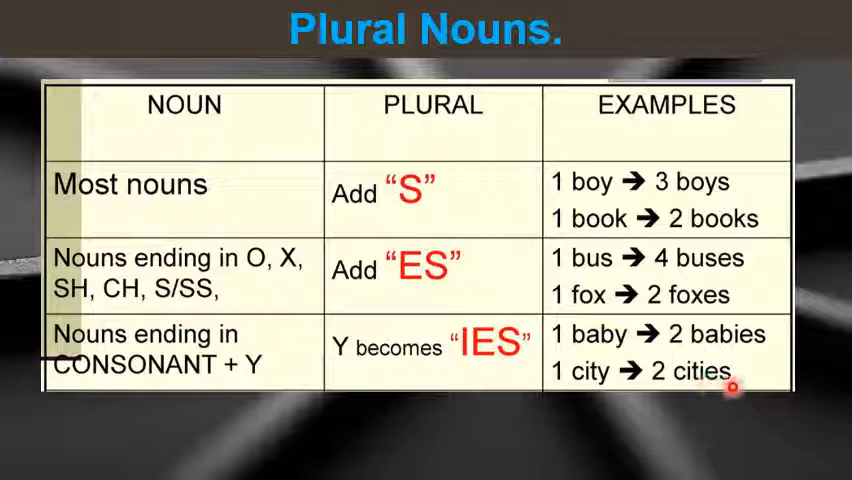 Plural Nouns.
NOUN PLURAL EXAMPLES
Most nouns
Add “S”
1 boy ➔ 3 boys
1 book ➔ 2 books
Nouns ending in O, X,
SH, CH, S/SS,
Add “ES”
1 bus ➔ 4 buses
1 fox ➔ 2 foxes
Nouns ending in
CONSONANT + Y
Y becomes “IES”
1 baby ➔ 2 babies
1 city ➔ 2 cities